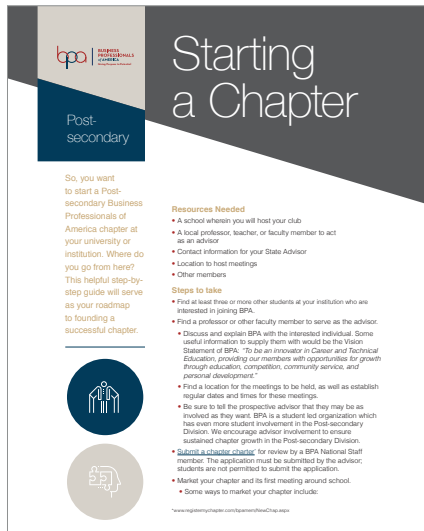 bpa
BUSINESS
PROFESSIONALS
of AMERICA
Giving Purpose to Potential
Starting
a Chapter
Post-
secondary
So, you want
to start a Post-
secondary Business
Professionals of
America chapter at
your university or
institution. Where do
you go from here?
This helpful step-by-
step guide will serve
as your roadmap
to founding a
successful chapter.
Resources Needed
• A school wherein you will host your club
• A local professor, teacher, or faculty member to act
as an advisor
• Contact information for your State Advisor
• Location to host meetings
• Other members
Steps to take
• Find at least three or more other students at your institution who are
interested in joining BPA.
• Find a professor or other faculty member to serve as the advisor.
• Discuss and explain BPA with the interested individual. Some
useful information to supply them with would be the Vision
Statement of BPA: "To be an innovator in Career and Technical
Education, providing our members with opportunities for growth
through education, competition, community service, and
personal development."
• Find a location for the meetings to be held, as well as establish
regular dates and times for these meetings.
• Be sure to tell the prospective advisor that they may be as
involved as they want. BPA is a student led organization which
has even more student involvement in the Post-secondary
Division. We encourage advisor involvement to ensure
sustained chapter growth in the Post-secondary Division.
• Submit a chapter charter* for review by a BPA National Staff
member. The application must be submitted by the advisor;
students are not permitted to submit the application.
• Market your chapter and its first meeting around school.
• Some ways to market your chapter include:
*www.registermychapter.com/bpamem/NewChap.aspx